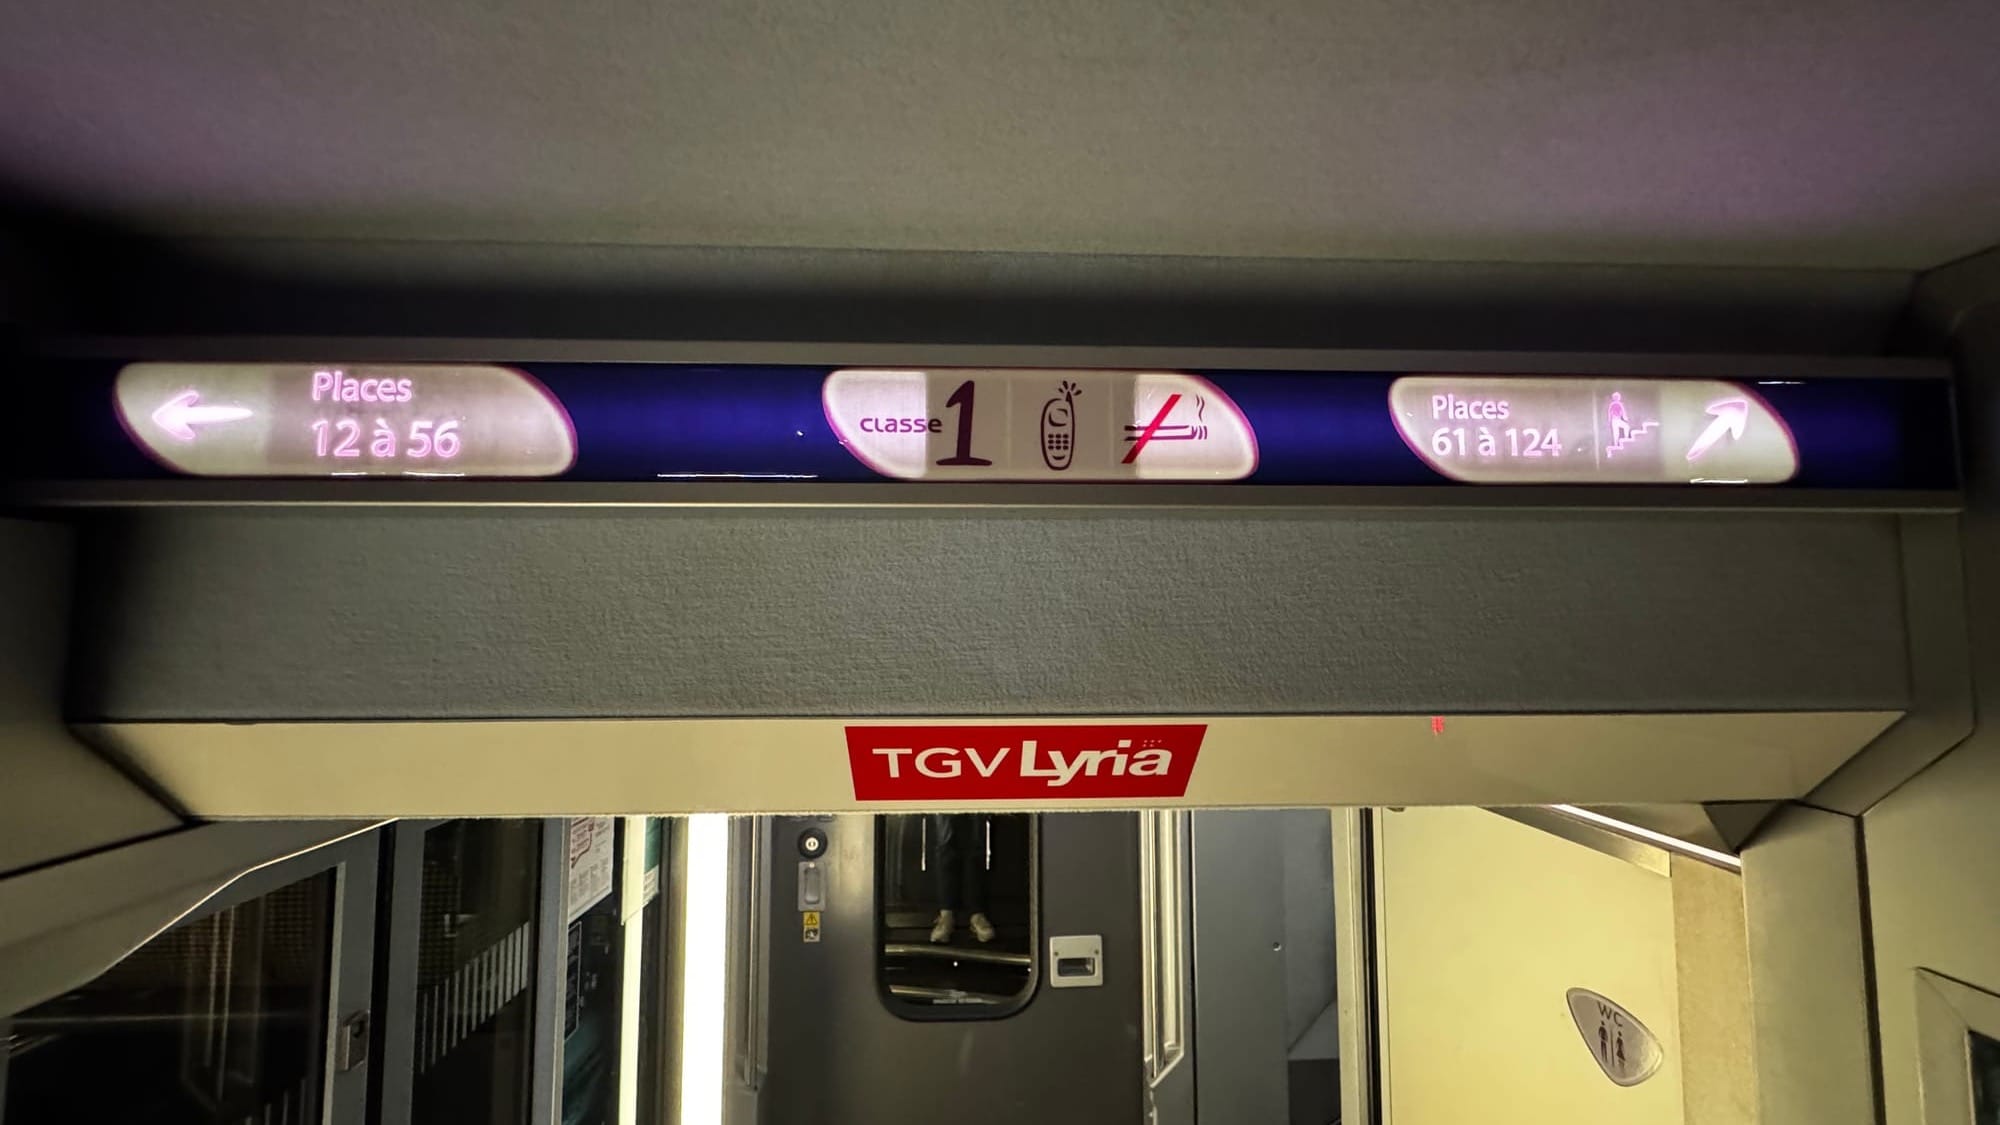 Places
12 à 56
classe 1
Places
61 à 124
TGV Lyria
WC